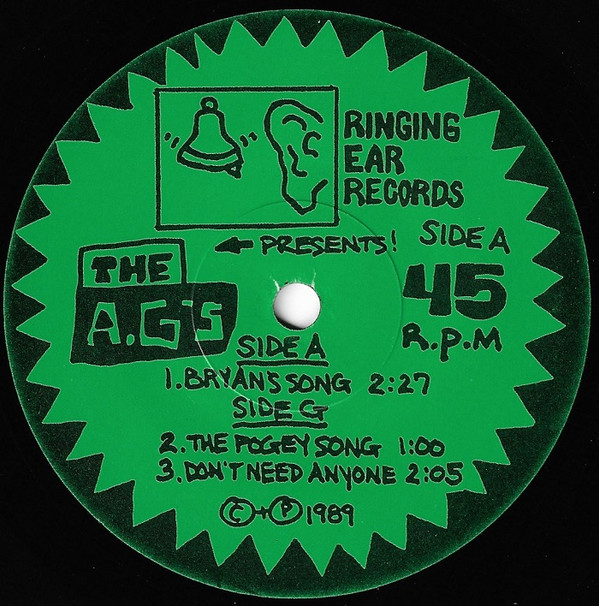 RINGING
EAR
RECORDS
PRESENTS!
SIDE A
THE
A.G'S
45
R.P.M
SIDE A
1. BRYAN'S SONG 2:27
SIDE G
2. THE POGEY SONG 1:00
3. DON'T NEED ANYONE 2:05
Ⓒ+Ⓟ1989